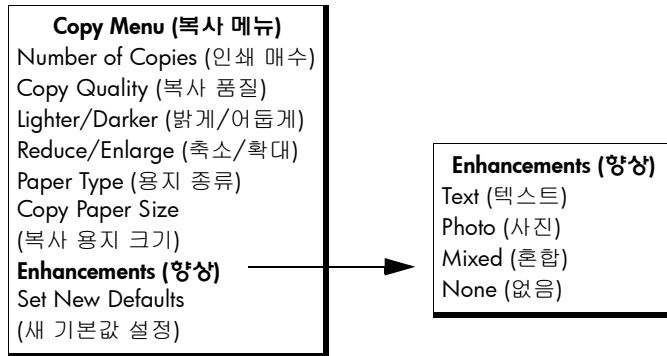 Copy Menu (복사 메뉴)
Number of Copies (인쇄 매수)
Copy Quality (복사 품질)
Lighter/Darker (밝게/어둡게)
Reduce/Enlarge (축소/확대)
Paper Type (용지 종류)
Copy Paper Size
(복사 용지 크기)
Enhancements (향상)
Set New Defaults
(새 기본값 설정)
Enhancements (향상)
Text (텍스트)
Photo (사진)
Mixed (혼합)
None (없음)